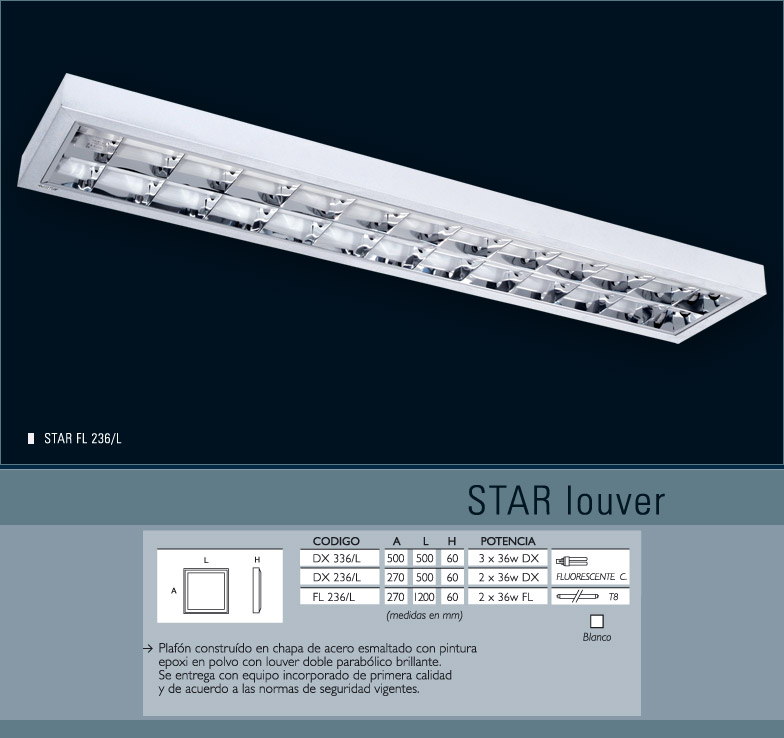 STAR FL 236/L
STAR louver
CODIGO A L H POTENCIA
DX 336/L 500 500 60 3 x 36w DX
DX 236/L 270 500 60 2 x 36w DX FLUORESCENTE C.
FL 236/L 270 1200 60 2 x 36w FL T8
L H
A
(medidas en mm)
Blanco
→ Plafón construído en chapa de acero esmaltado con pintura
epoxi en polvo con louver doble parabólico brillante.
Se entrega con equipo incorporado de primera calidad
y de acuerdo a las normas de seguridad vigentes.